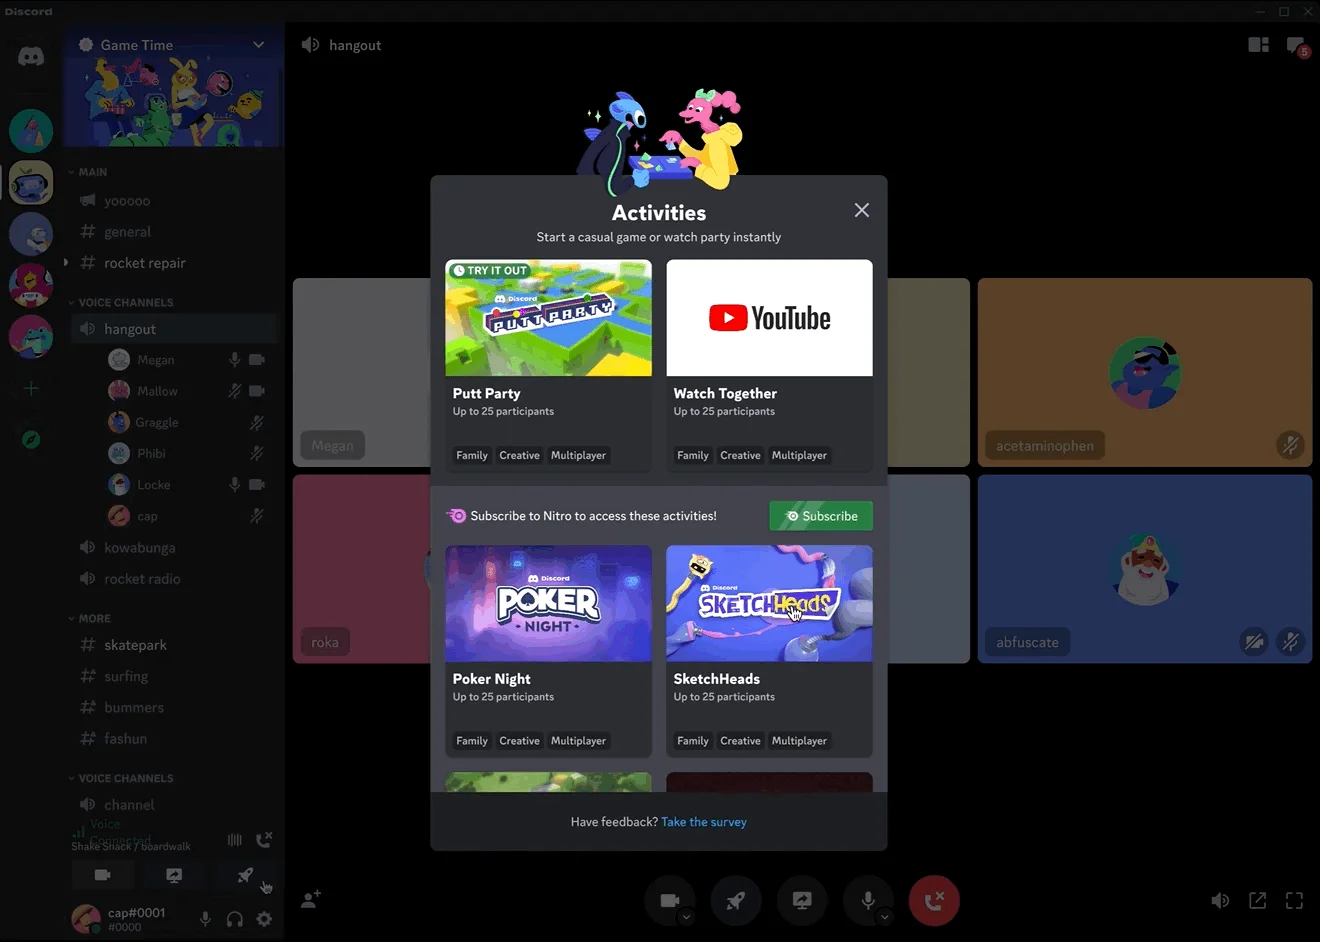 Discord
Game Time
hangout
5
MAIN
yooooo
general
rocket repair
VOICE CHANNELS
hangout
Megan
Mallow
Graggle
Phibi
Locke
cap
kowabunga
rocket radio
MORE
skatepark
surfing
bummers
fashun
VOICE CHANNELS
channel
Voice
Connected
Shake Shack / boardwalk
cap#0001
#0000
Megan
acetaminophen
roka
abfuscate
Activities
Start a casual game or watch party instantly
TRY IT OUT
Discord
PUTT PARTY
YouTube
Putt Party
Up to 25 participants
Family Creative Multiplayer
Watch Together
Up to 25 participants
Family Creative Multiplayer
Subscribe to Nitro to access these activities!
Subscribe
Discord
POKER
NIGHT
Discord
SKETCHHeadS
Poker Night
Up to 25 participants
Family Creative Multiplayer
SketchHeads
Up to 25 participants
Family Creative Multiplayer
Have feedback? Take the survey